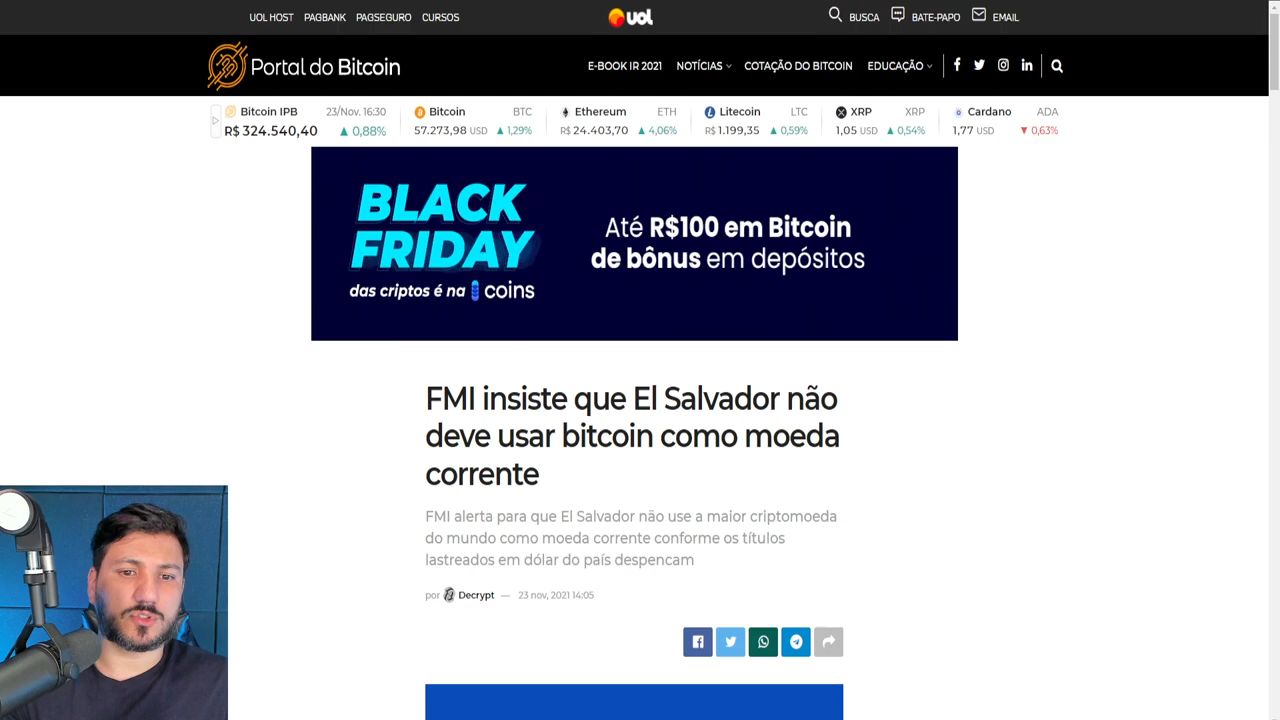 UOL HOST PAGBANK PAGSEGURO CURSOS uol BUSCA BATE-PAPO EMAIL
Portal do Bitcoin E-BOOK IR 2021 NOTÍCIAS COTAÇÃO DO BITCOIN EDUCAÇÃO
Bitcoin IPB 23/Nov. 16:30 Bitcoin BTC Ethereum ETH Litecoin LTC XRP XRP Cardano ADA
R$ 324.540,40 ▲ 0,88% 57.273,98 USD ▲ 1,29% R$ 24.403,70 ▲ 4,06% R$ 1.199,35 ▲ 0,59% 1,05 USD ▲ 0,54% 1,77 USD ▼ 0,63%
BLACK
FRIDAY
das criptos é na coins
Até R$100 em Bitcoin
de bônus em depósitos
FMI insiste que El Salvador não
deve usar bitcoin como moeda
corrente
FMI alerta para que El Salvador não use a maior criptomoeda
do mundo como moeda corrente conforme os títulos
lastreados em dólar do país despencam
por Decrypt — 23 nov, 2021 14:05